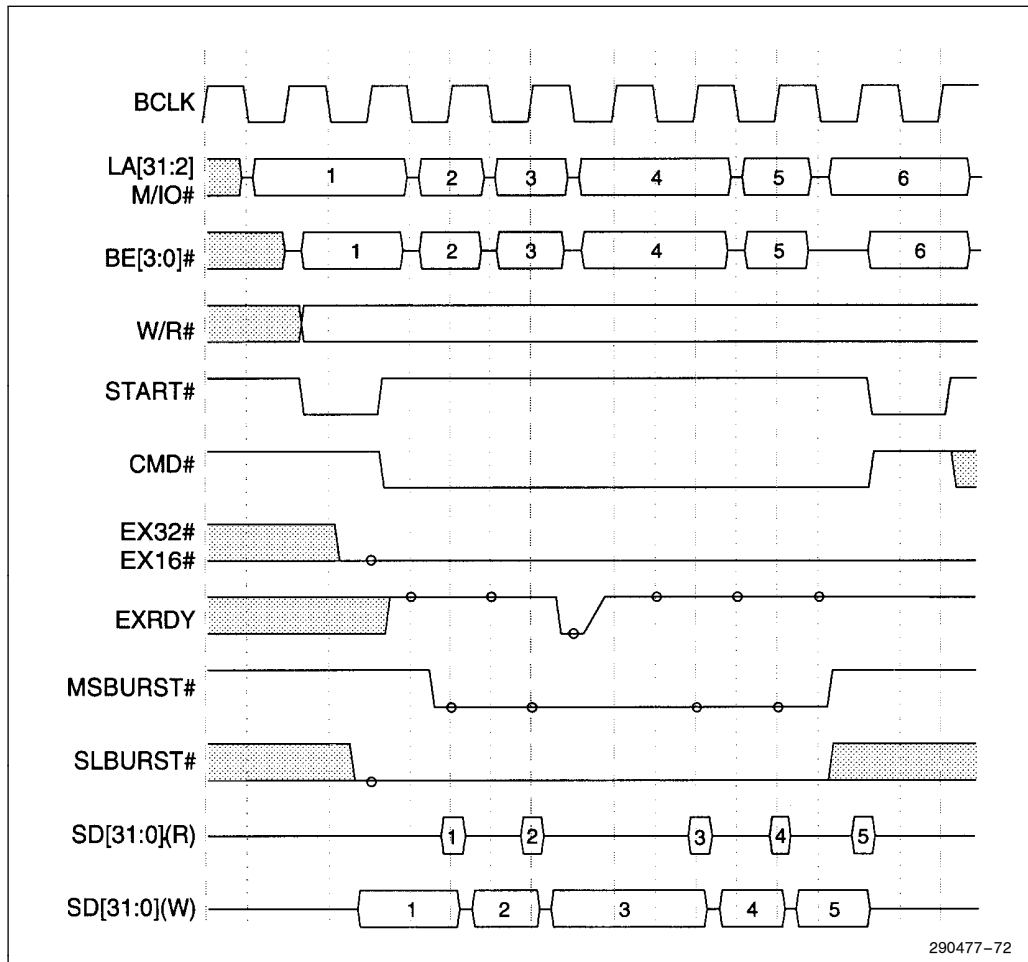 BCLK
LA[31:2]
M/IO#
1 2 3 4 5 6
BE[3:0]#
1 2 3 4 5 6
W/R#
START#
CMD#
EX32#
EX16#
EXRDY
MSBURST#
SLBURST#
SD[31:0](R)
1 2 3 4 5
SD[31:0](W)
1 2 3 4 5
290477-72